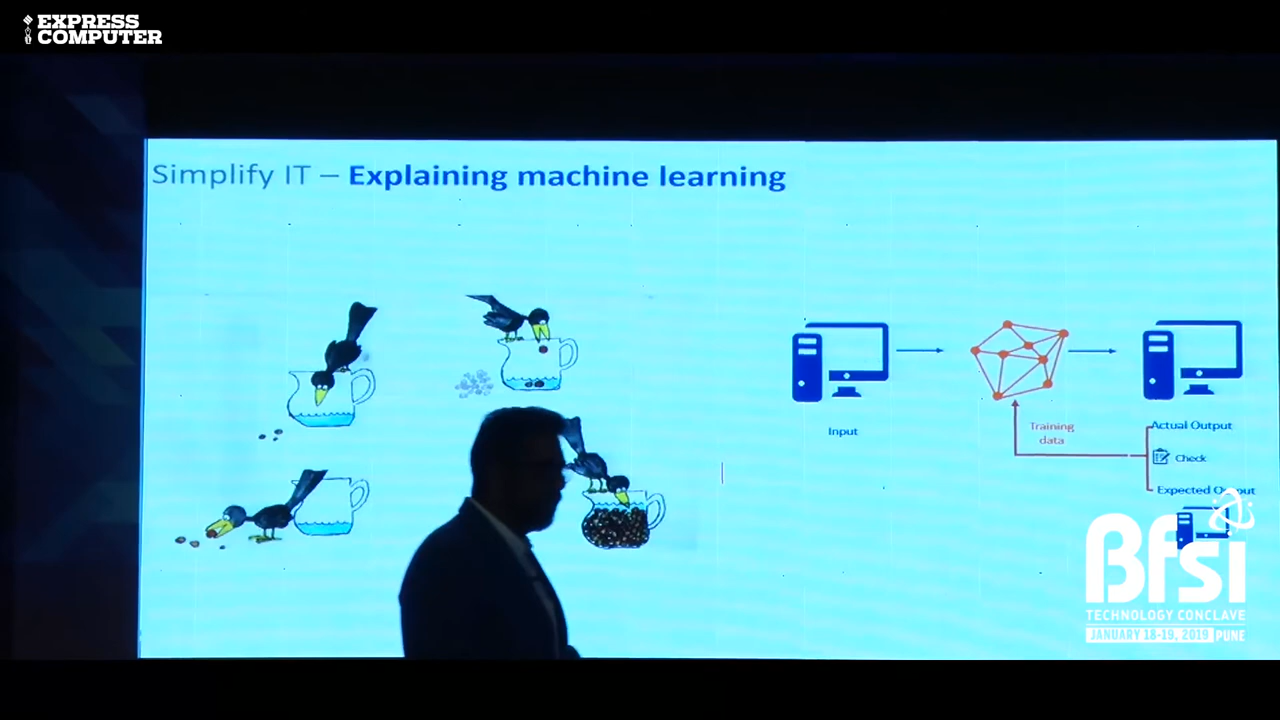 EXPRESS
COMPUTER
Simplify IT – Explaining machine learning
Input
Training
data
Actual Output
Check
Expected Output
Bfsi
TECHNOLOGY CONCLAVE
JANUARY 18-19, 2019 PUNE